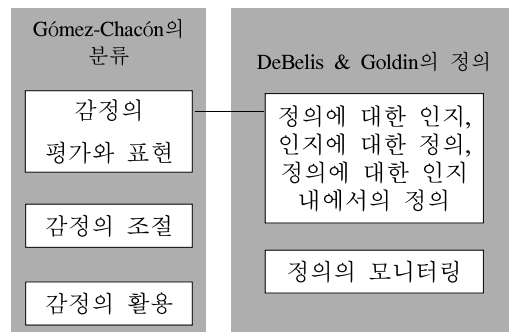 Gómez-Chacón의
분류
감정의
평가와 표현
감정의 조절
감정의 활용
DeBelis & Goldin의 정의
정의에 대한 인지,
인지에 대한 정의,
정의에 대한 인지
내에서의 정의
정의의 모니터링